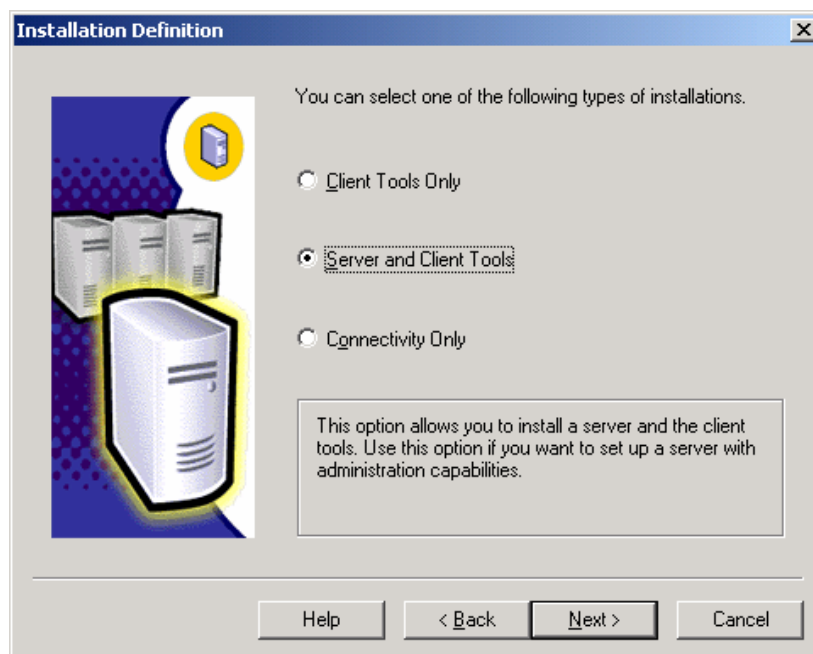 Installation Definition
You can select one of the following types of installations.
Client Tools Only
Server and Client Tools
Connectivity Only
This option allows you to install a server and the client
tools. Use this option if you want to set up a server with
administration capabilities.
Help
< Back
Next >
Cancel